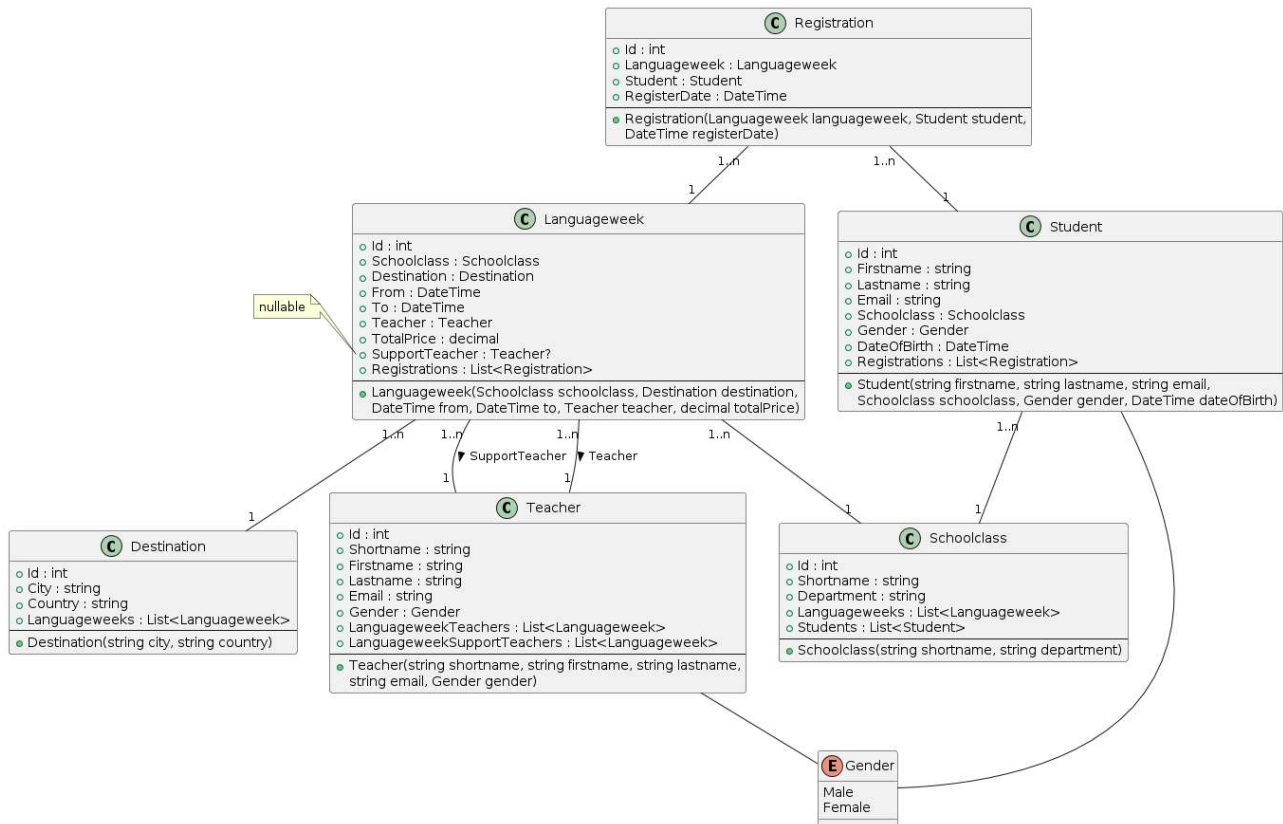 C Registration
Id : int
Languageweek : Languageweek
Student : Student
RegisterDate : DateTime
Registration(Languageweek languageweek, Student student,
DateTime registerDate)
1..n
1..n
1
1
C Languageweek
Id : int
Schoolclass : Schoolclass
Destination : Destination
From : DateTime
To : DateTime
Teacher : Teacher
TotalPrice : decimal
SupportTeacher : Teacher?
Registrations : List<Registration>
Languageweek(Schoolclass schoolclass, Destination destination,
DateTime from, DateTime to, Teacher teacher, decimal totalPrice)
nullable
C Student
Id : int
Firstname : string
Lastname : string
Email : string
Schoolclass : Schoolclass
Gender : Gender
DateOfBirth : DateTime
Registrations : List<Registration>
Student(string firstname, string lastname, string email,
Schoolclass schoolclass, Gender gender, DateTime dateOfBirth)
1..n
1..n
1..n
1..n
1..n
SupportTeacher
Teacher
1
1
1
1
1
C Destination
Id : int
City : string
Country : string
Languageweeks : List<Languageweek>
Destination(string city, string country)
C Teacher
Id : int
Shortname : string
Firstname : string
Lastname : string
Email : string
Gender : Gender
LanguageweekTeachers : List<Languageweek>
LanguageweekSupportTeachers : List<Languageweek>
Teacher(string shortname, string firstname, string lastname,
string email, Gender gender)
C Schoolclass
Id : int
Shortname : string
Department : string
Languageweeks : List<Languageweek>
Students : List<Student>
Schoolclass(string shortname, string department)
E Gender
Male
Female